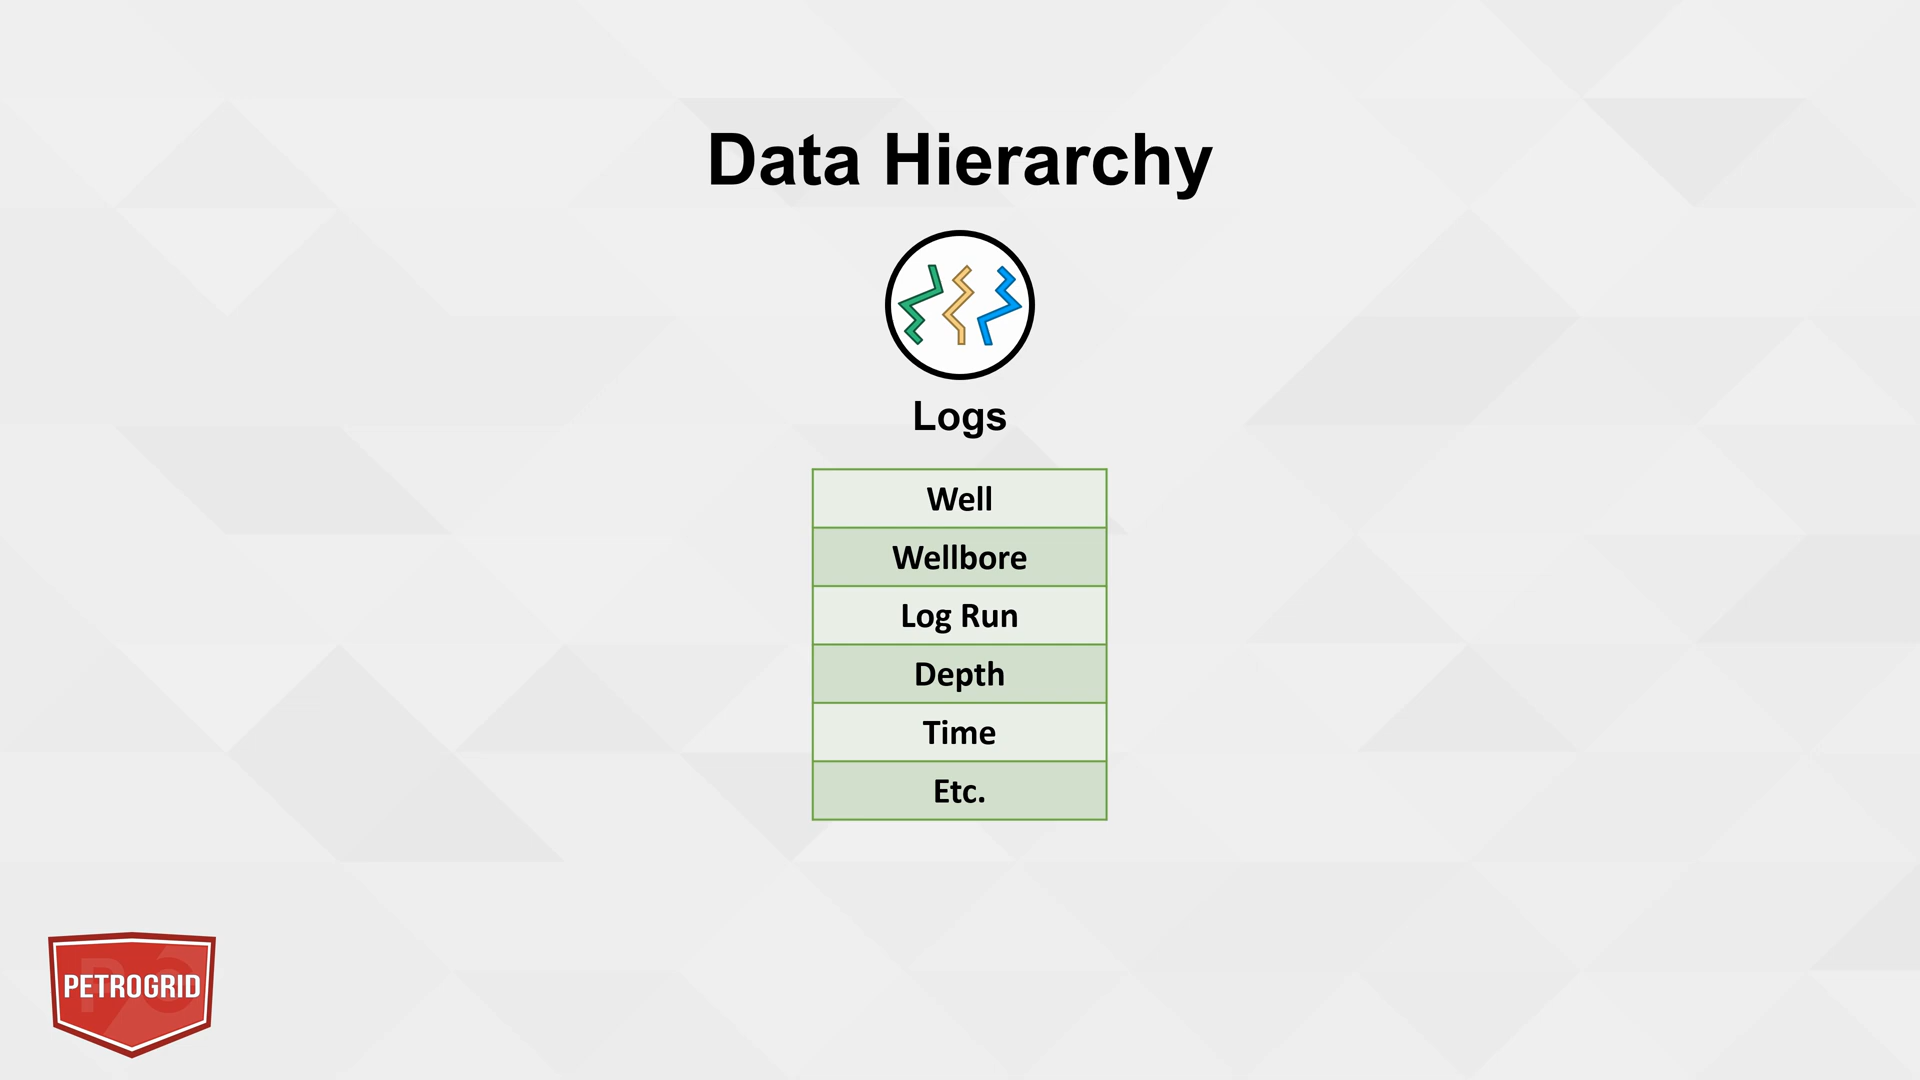 Data Hierarchy
Logs
Well
Wellbore
Log Run
Depth
Time
Etc.
PETROGRID